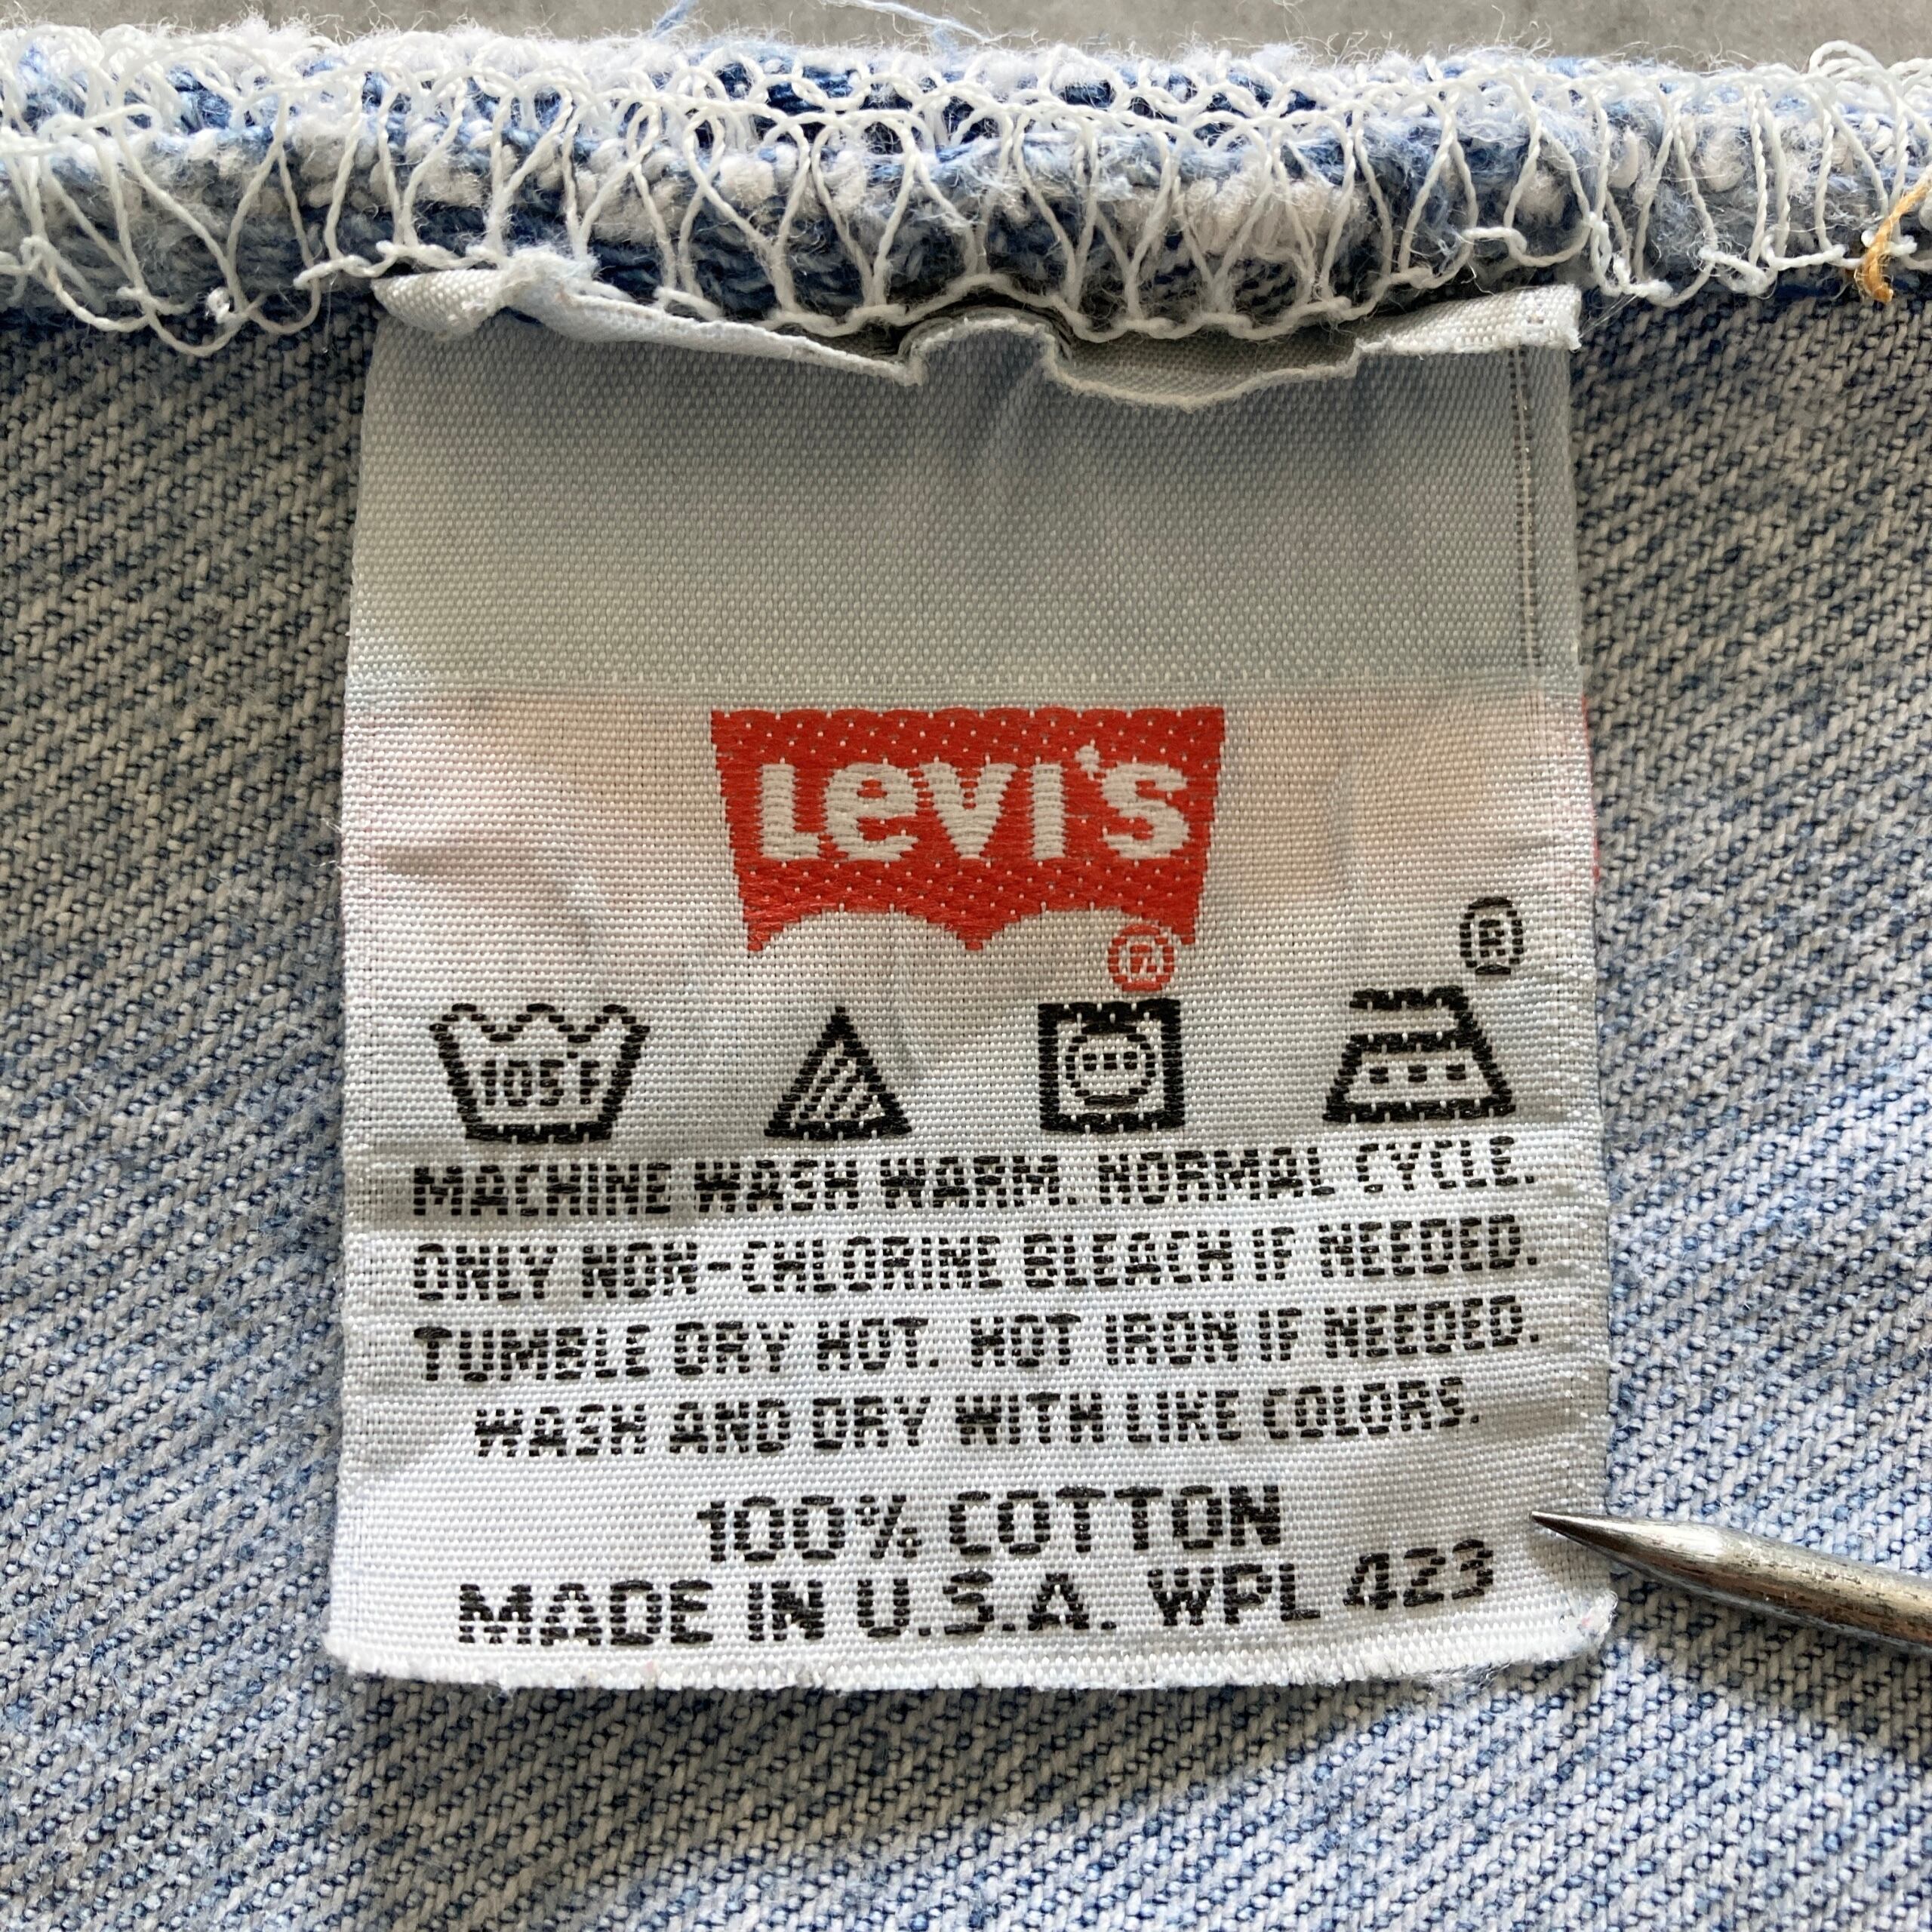 Levi's
®
®
105F
MACHINE WASH WARM. NORMAL CYCLE.
ONLY NON-CHLORINE BLEACH IF NEEDED.
TUMBLE DRY HOT. HOT IRON IF NEEDED.
WASH AND DRY WITH LIKE COLORS.
100% COTTON
MADE IN U.S.A. WPL 423